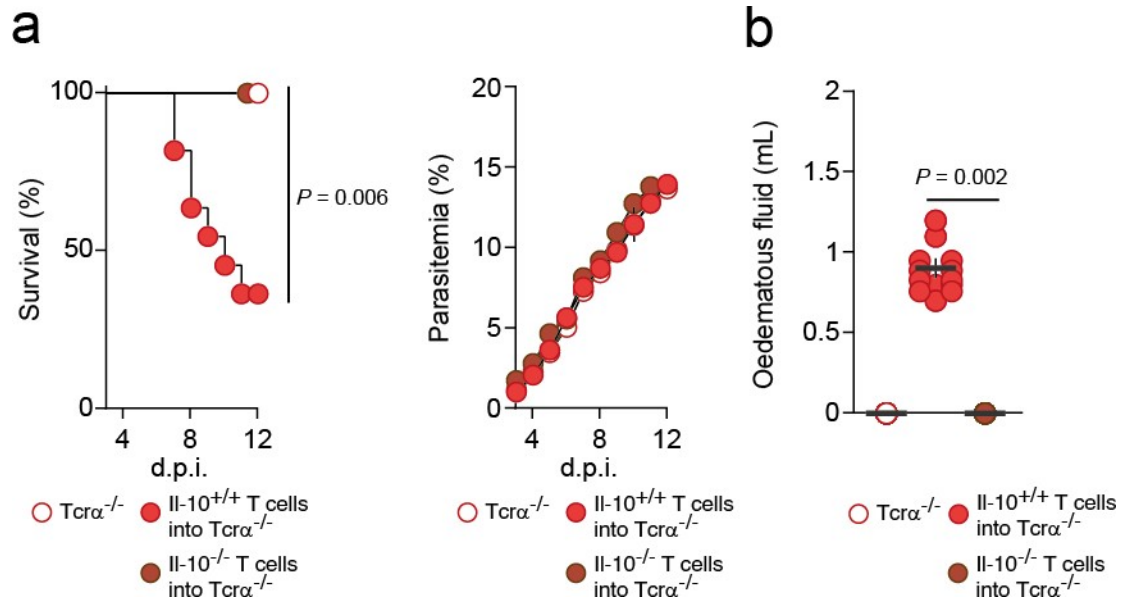 a
b
100
50
0
Survival (%)
4 8 12
d.p.i.
P = 0.006
20
15
10
5
0
Parasitemia (%)
4 8 12
d.p.i.
2
1.5
1
0.5
0
Oedematous fluid (mL)
P = 0.002
Tcrα⁻/⁻
Il-10⁺/⁺ T cells
into Tcrα⁻/⁻
Il-10⁻/⁻ T cells
into Tcrα⁻/⁻
Tcrα⁻/⁻
Il-10⁺/⁺ T cells
into Tcrα⁻/⁻
Il-10⁻/⁻ T cells
into Tcrα⁻/⁻
Tcrα⁻/⁻
Il-10⁺/⁺ T cells
into Tcrα⁻/⁻
Il-10⁻/⁻ T cells
into Tcrα⁻/⁻